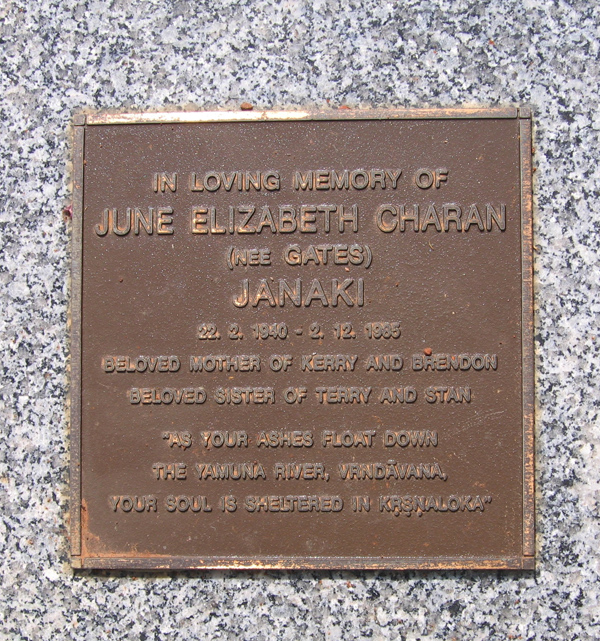 IN LOVING MEMORY OF
JUNE ELIZABETH CHARAN
(NEE GATES)
JANAKI
22. 2. 1940 - 2. 12. 1985
BELOVED MOTHER OF KERRY AND BRENDON
BELOVED SISTER OF TERRY AND STAN
"AS YOUR ASHES FLOAT DOWN
THE YAMUNA RIVER, VRNDĀVANA,
YOUR SOUL IS SHELTERED IN KṚṢṆALOKA"